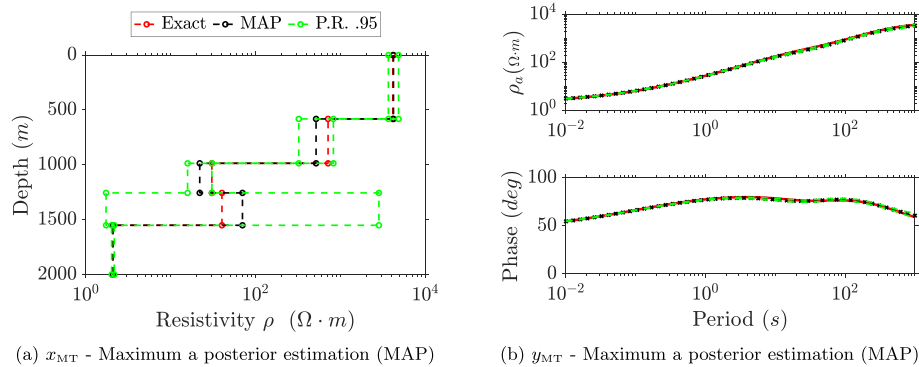 Exact MAP P.R. .95
0
500
1000
1500
2000
Depth (m)
10^0 10^2 10^4
Resistivity ρ (Ω · m)
(a) x_MT - Maximum a posterior estimation (MAP)
10^4
10^2
10^0
ρ_a(Ω·m)
10^-2 10^0 10^2
100
50
0
Phase (deg)
10^-2 10^0 10^2
Period (s)
(b) y_MT - Maximum a posterior estimation (MAP)